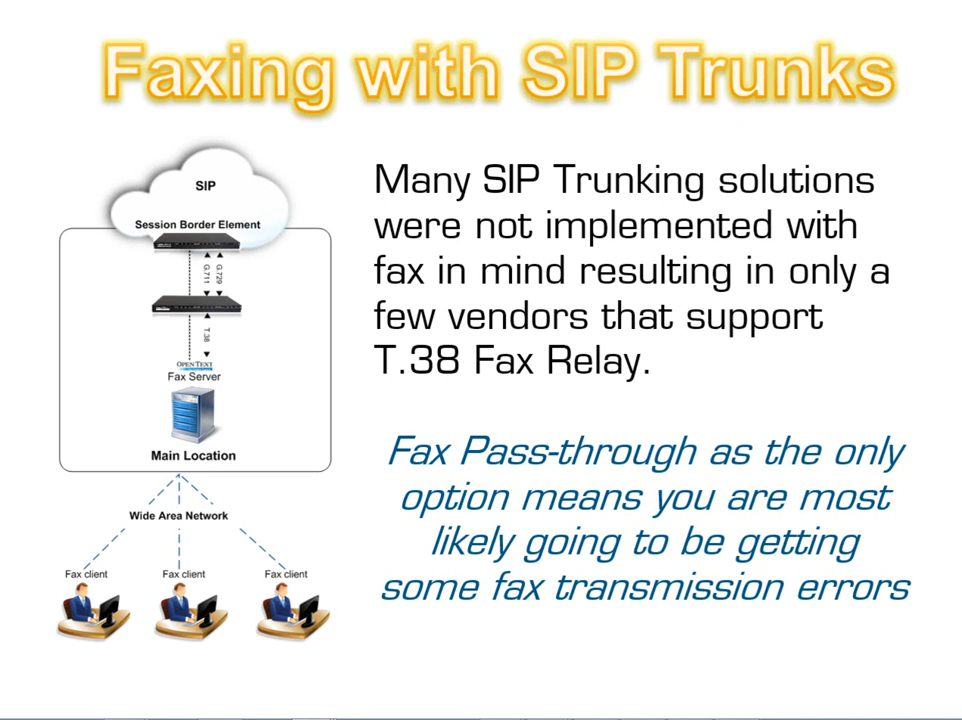 Faxing with SIP Trunks
SIP
Session Border Element
G.711
G.729
T.38
OPEN TEXT
Fax Server
Main Location
Wide Area Network
Fax client
Fax client
Fax client
Many SIP Trunking solutions
were not implemented with
fax in mind resulting in only a
few vendors that support
T.38 Fax Relay.
Fax Pass-through as the only
option means you are most
likely going to be getting
some fax transmission errors